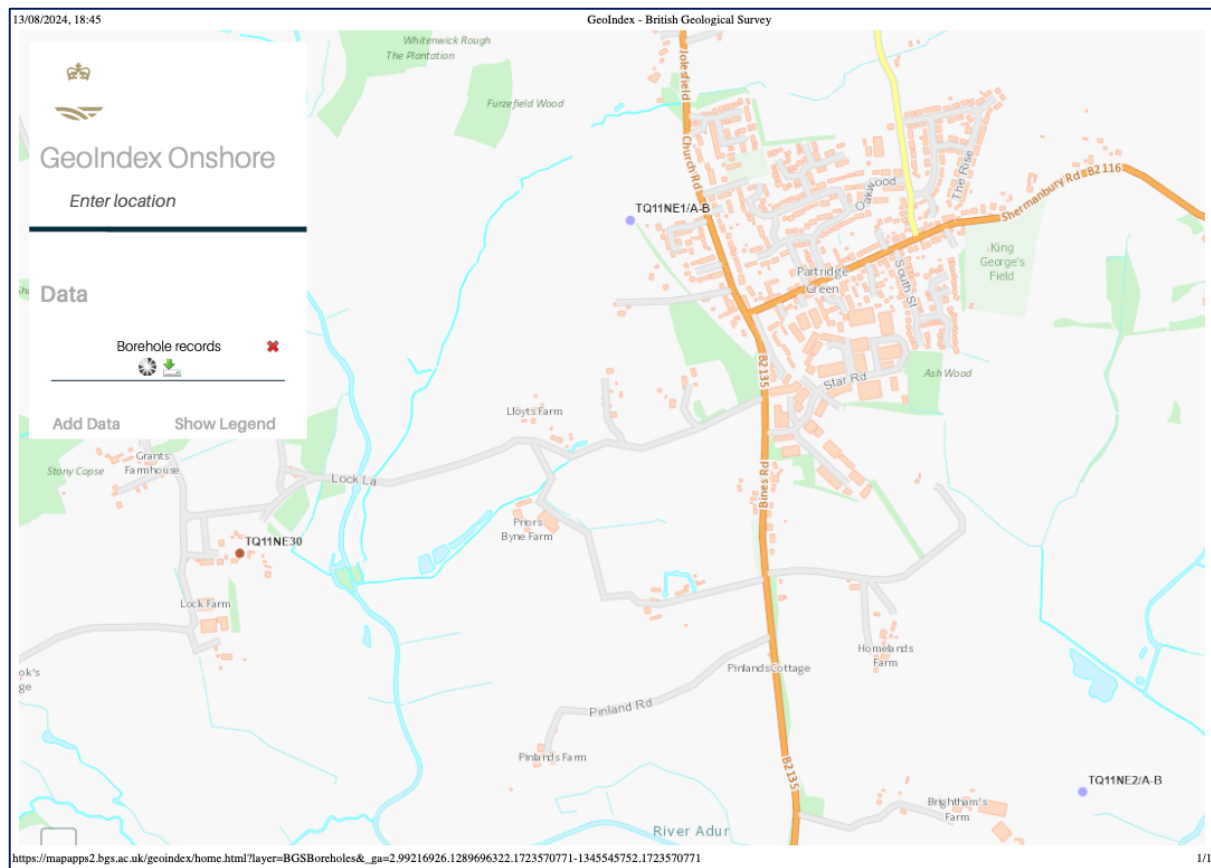 13/08/2024, 18:45
GeoIndex - British Geological Survey
GeoIndex Onshore
Enter location
Data
Borehole records
Add Data
Show Legend
Whitenwick Rough
The Plantation
Furzefield Wood
Jolesfield
Church Rd
TQ11NE1/A-B
Oakwood
The Rise
Shermanbury Rd B2116
King
George's
Field
Partridge
Green
South St
B2135
Star Rd
Ash Wood
Lloyts Farm
Grants
Farmhouse
Stony Copse
Lock La
Bines Rd
Priors
Byne Farm
TQ11NE30
Lock Farm
Homelands
Farm
PinlandsCottage
ok's
ge
Pinland Rd
Pinlands Farm
B2135
TQ11NE2/A-B
Brightham's
Farm
River Adur
https://mapapps2.bgs.ac.uk/geoindex/home.html?layer=BGSBoreholes&_ga=2.99216926.1289696322.1723570771-1345545752.1723570771
1/1